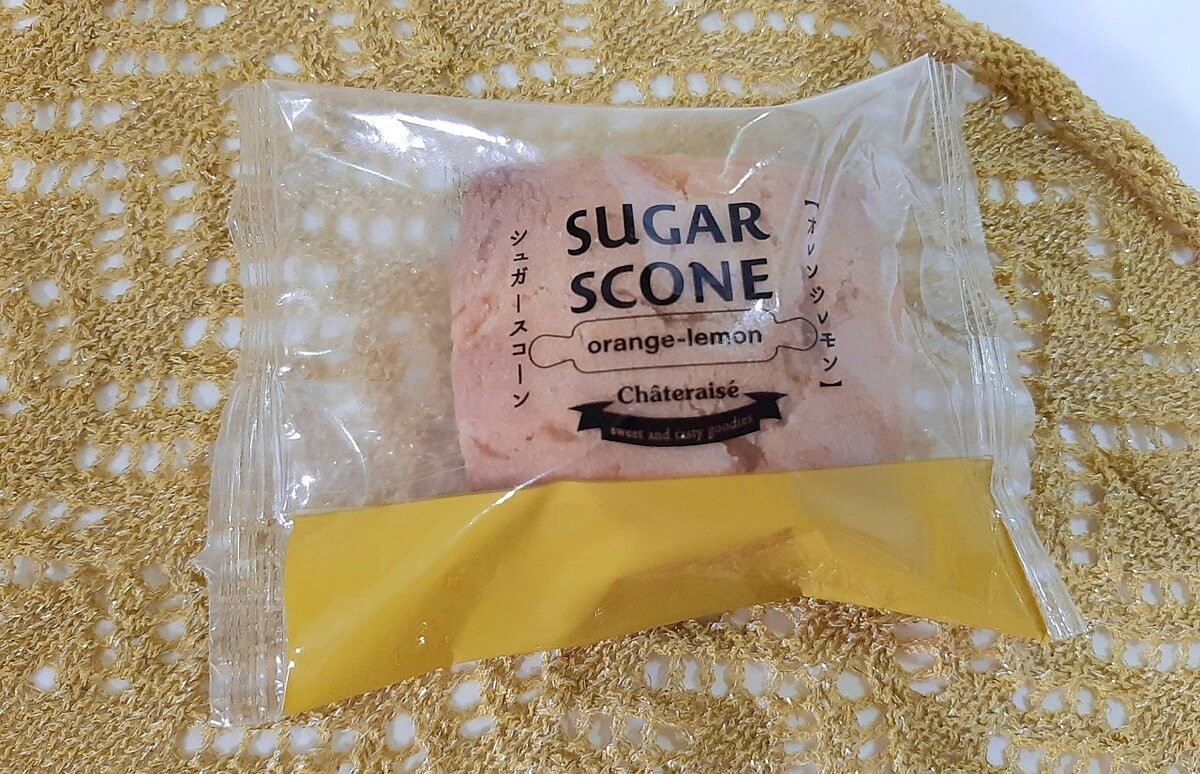 シュガースコーン
SUGAR
SCONE
orange-lemon
Châteraisé
sweet and tasty goodies
【オレンジレモン】